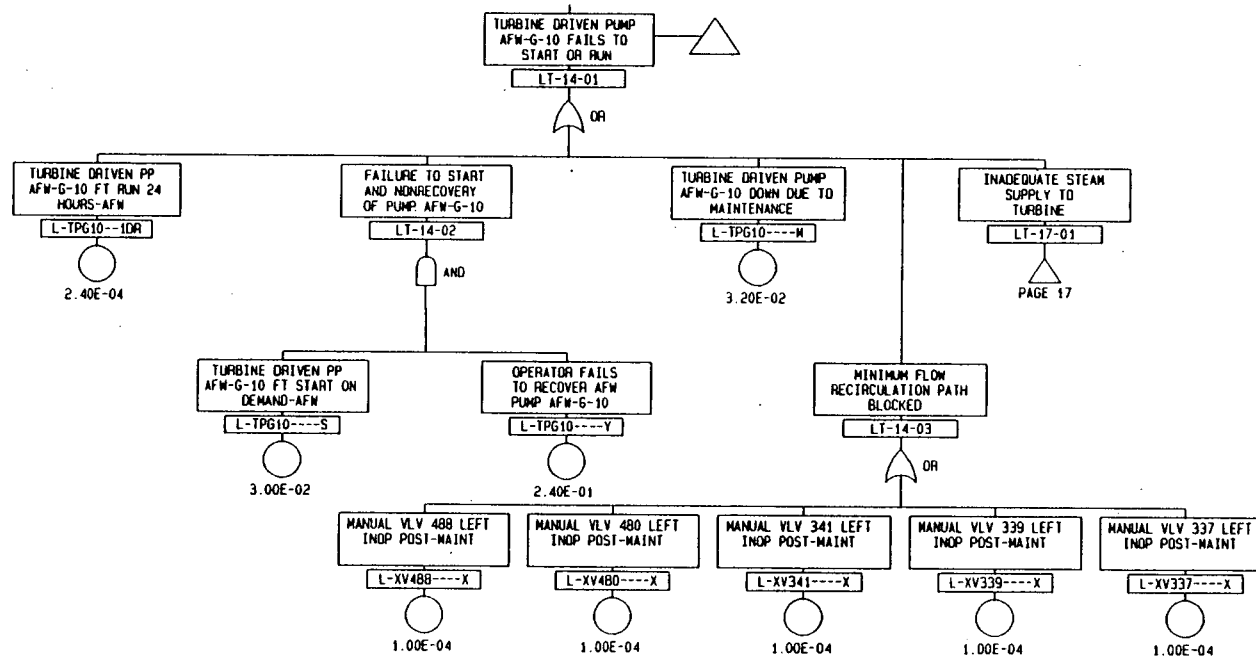 TURBINE DRIVEN PUMP
AFW-G-10 FAILS TO
START OR RUN
LT-14-01
OR
TURBINE DRIVEN PP
AFW-G-10 FT RUN 24
HOURS-AFW
L-TPG10--1DR
2.40E-04
FAILURE TO START
AND NONRECOVERY
OF PUMP AFW-G-10
LT-14-02
AND
TURBINE DRIVEN PUMP
AFW-G-10 DOWN DUE TO
MAINTENANCE
L-TPG10----M
3.20E-02
INADEQUATE STEAM
SUPPLY TO
TURBINE
LT-17-01
PAGE 17
TURBINE DRIVEN PP
AFW-G-10 FT START ON
DEMAND-AFW
L-TPG10----S
3.00E-02
OPERATOR FAILS
TO RECOVER AFW
PUMP AFW-G-10
L-TPG10----Y
2.40E-01
MINIMUM FLOW
RECIRCULATION PATH
BLOCKED
LT-14-03
OR
MANUAL VLV 488 LEFT
INOP POST-MAINT
L-XV488----X
1.00E-04
MANUAL VLV 480 LEFT
INOP POST-MAINT
L-XV480----X
1.00E-04
MANUAL VLV 341 LEFT
INOP POST-MAINT
L-XV341----X
1.00E-04
MANUAL VLV 339 LEFT
INOP POST-MAINT
L-XV339----X
1.00E-04
MANUAL VLV 337 LEFT
INOP POST-MAINT
L-XV337----X
1.00E-04